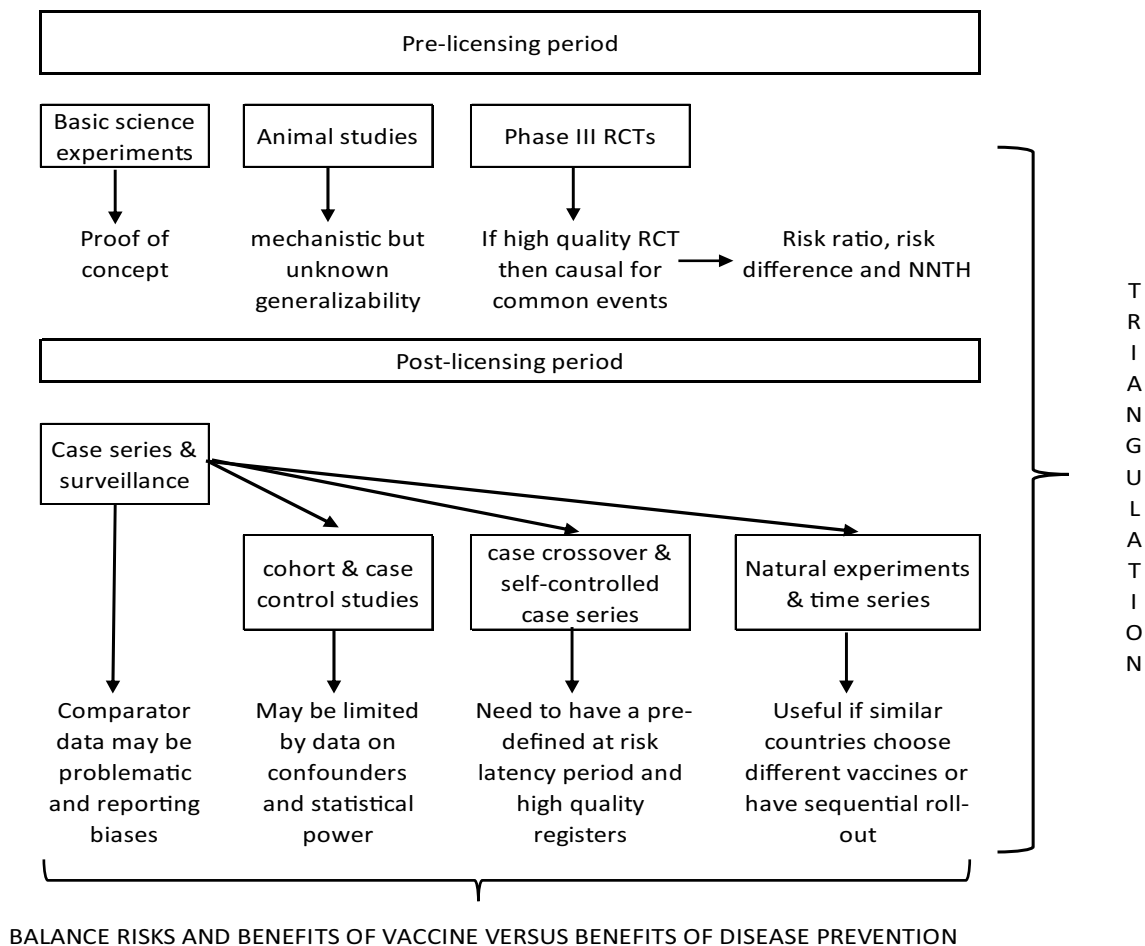 Pre-licensing period
Basic science
experiments
Animal studies
Phase III RCTs
Proof of
concept
mechanistic but
unknown
generalizability
If high quality RCT
then causal for
common events
Risk ratio, risk
difference and NNTH
Post-licensing period
Case series &
surveillance
cohort & case
control studies
case crossover &
self-controlled
case series
Natural experiments
& time series
Comparator
data may be
problematic
and reporting
biases
May be limited
by data on
confounders
and statistical
power
Need to have a pre-
defined at risk
latency period and
high quality
registers
Useful if similar
countries choose
different vaccines or
have sequential roll-
out
T
R
I
A
N
G
U
L
A
T
I
O
N
BALANCE RISKS AND BENEFITS OF VACCINE VERSUS BENEFITS OF DISEASE PREVENTION